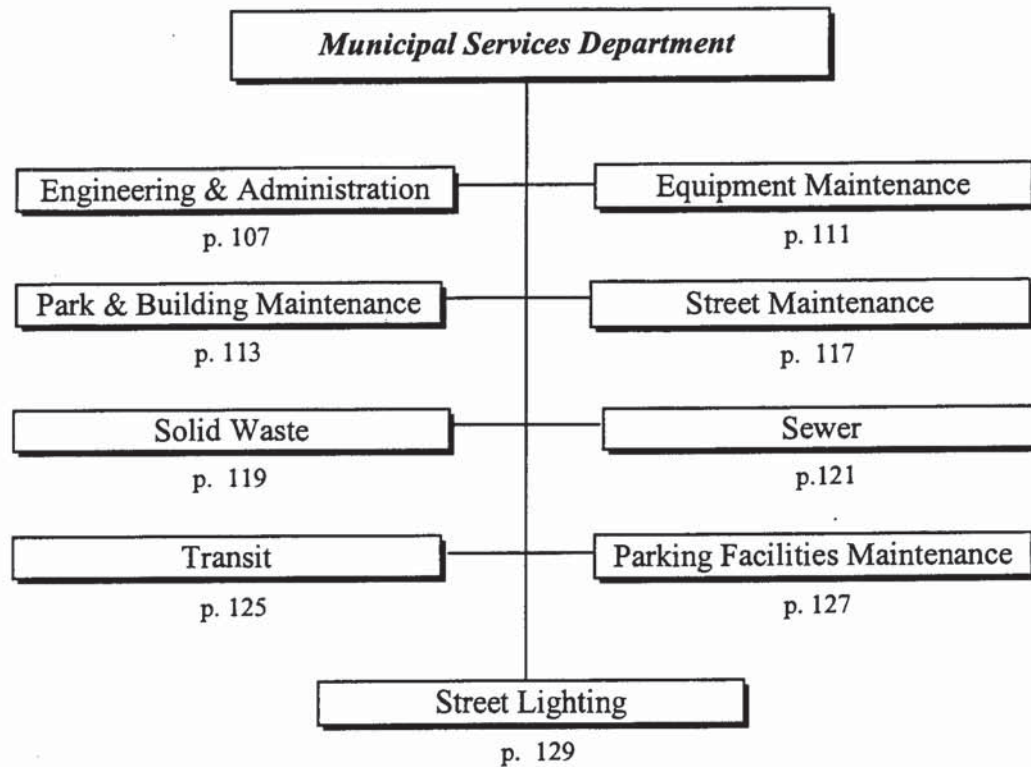 Municipal Services Department
Engineering & Administration
p. 107
Equipment Maintenance
p. 111
Park & Building Maintenance
p. 113
Street Maintenance
p. 117
Solid Waste
p. 119
Sewer
p.121
Transit
p. 125
Parking Facilities Maintenance
p. 127
Street Lighting
p. 129